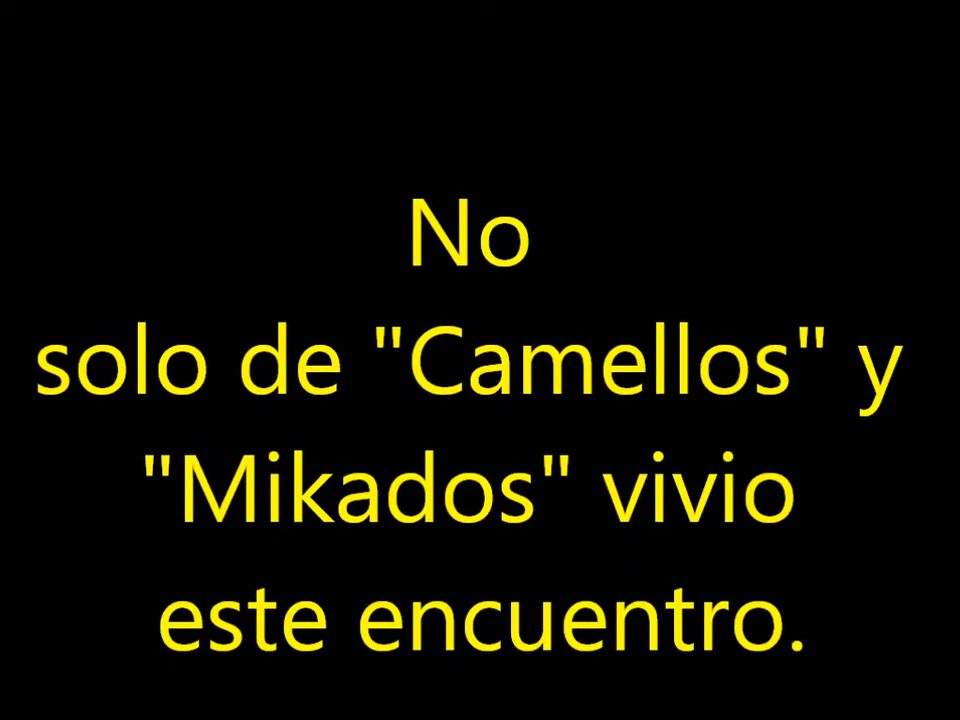 No
solo de "Camellos" y
"Mikados" vivio
este encuentro.